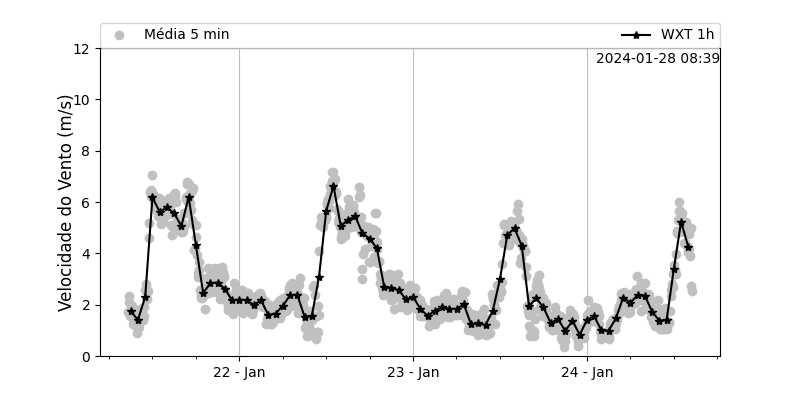 Média 5 min
WXT 1h
2024-01-28 08:39
Velocidade do Vento (m/s)
12
10
8
6
4
2
0
22 - Jan
23 - Jan
24 - Jan